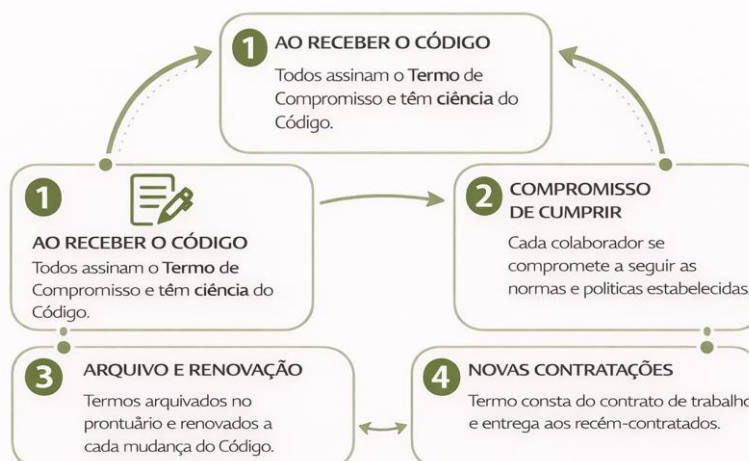 1 AO RECEBER O CÓDIGO
Todos assinam o Termo de
Compromisso e têm ciência do
Código.
1
AO RECEBER O CÓDIGO
Todos assinam o Termo de
Compromisso e têm ciência do
Código.
2 COMPROMISSO
DE CUMPRIR
Cada colaborador se
compromete a seguir as
normas e politicas estabelecidas.
3 ARQUIVO E RENOVAÇÃO
Termos arquivados no
prontuário e renovados a
cada mudança do Código.
4 NOVAS CONTRATAÇÕES
Termo consta do contrato de trabalho
e entrega aos recém-contratados.